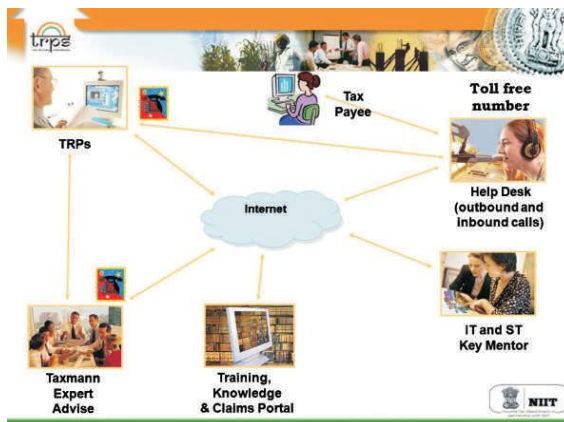 trps
Toll free
number
Tax
Payee
TRPs
Help Desk
(outbound and
inbound calls)
Internet
IT and ST
Key Mentor
Taxmann
Expert
Advise
Training,
Knowledge
& Claims Portal
NIIT